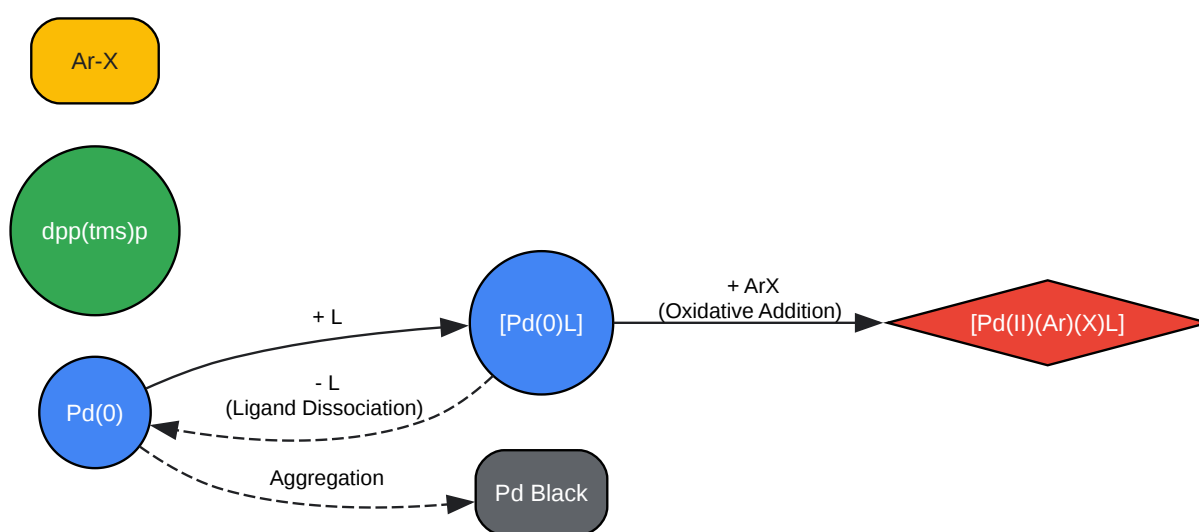 Ar-X
dpp(tms)p
+ L
[Pd(0)L]
+ ArX
(Oxidative Addition)
[Pd(II)(Ar)(X)L]
- L
(Ligand Dissociation)
Pd(0)
Aggregation
Pd Black